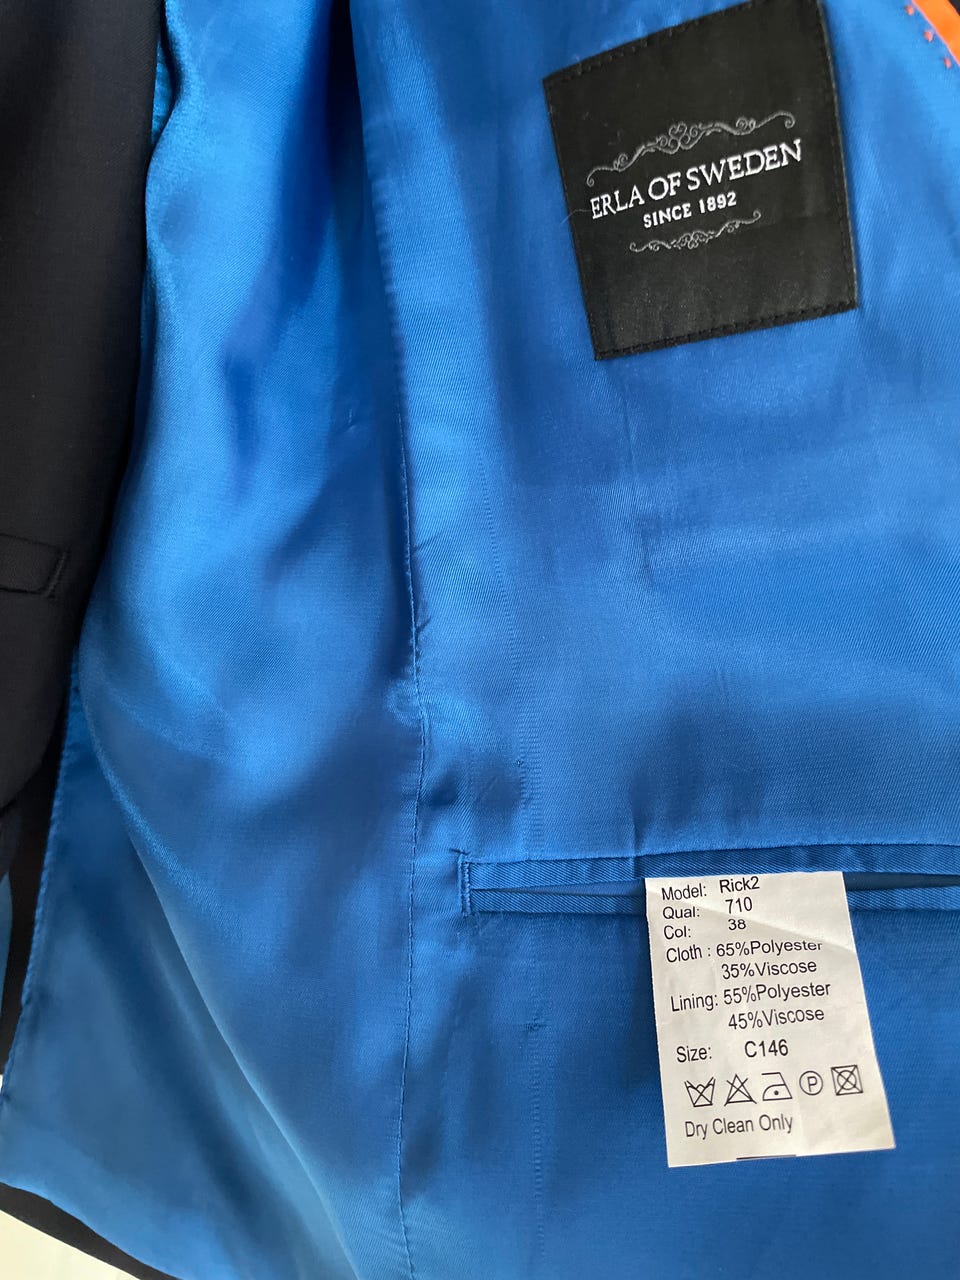 ERLA OF SWEDEN
SINCE 1892
Model: Rick2
Qual: 710
Col: 38
Cloth : 65%Polyester
35%Viscose
Lining: 55%Polyester
45%Viscose
Size: C146
P
Dry Clean Only